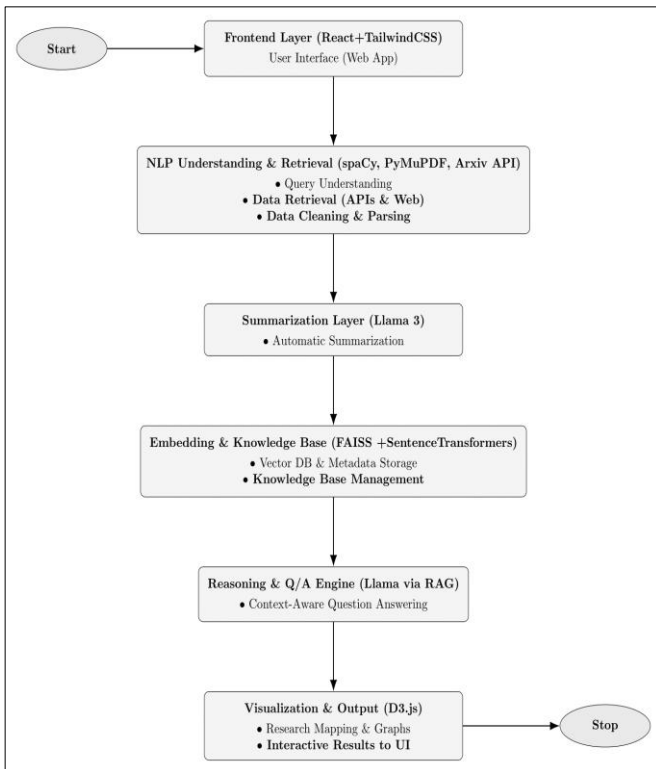 Start
Frontend Layer (React+TailwindCSS)
User Interface (Web App)
NLP Understanding & Retrieval (spaCy, PyMuPDF, Arxiv API)
• Query Understanding
• Data Retrieval (APIs & Web)
• Data Cleaning & Parsing
Summarization Layer (Llama 3)
• Automatic Summarization
Embedding & Knowledge Base (FAISS +SentenceTransformers)
• Vector DB & Metadata Storage
• Knowledge Base Management
Reasoning & Q/A Engine (Llama via RAG)
• Context-Aware Question Answering
Visualization & Output (D3.js)
• Research Mapping & Graphs
• Interactive Results to UI
Stop